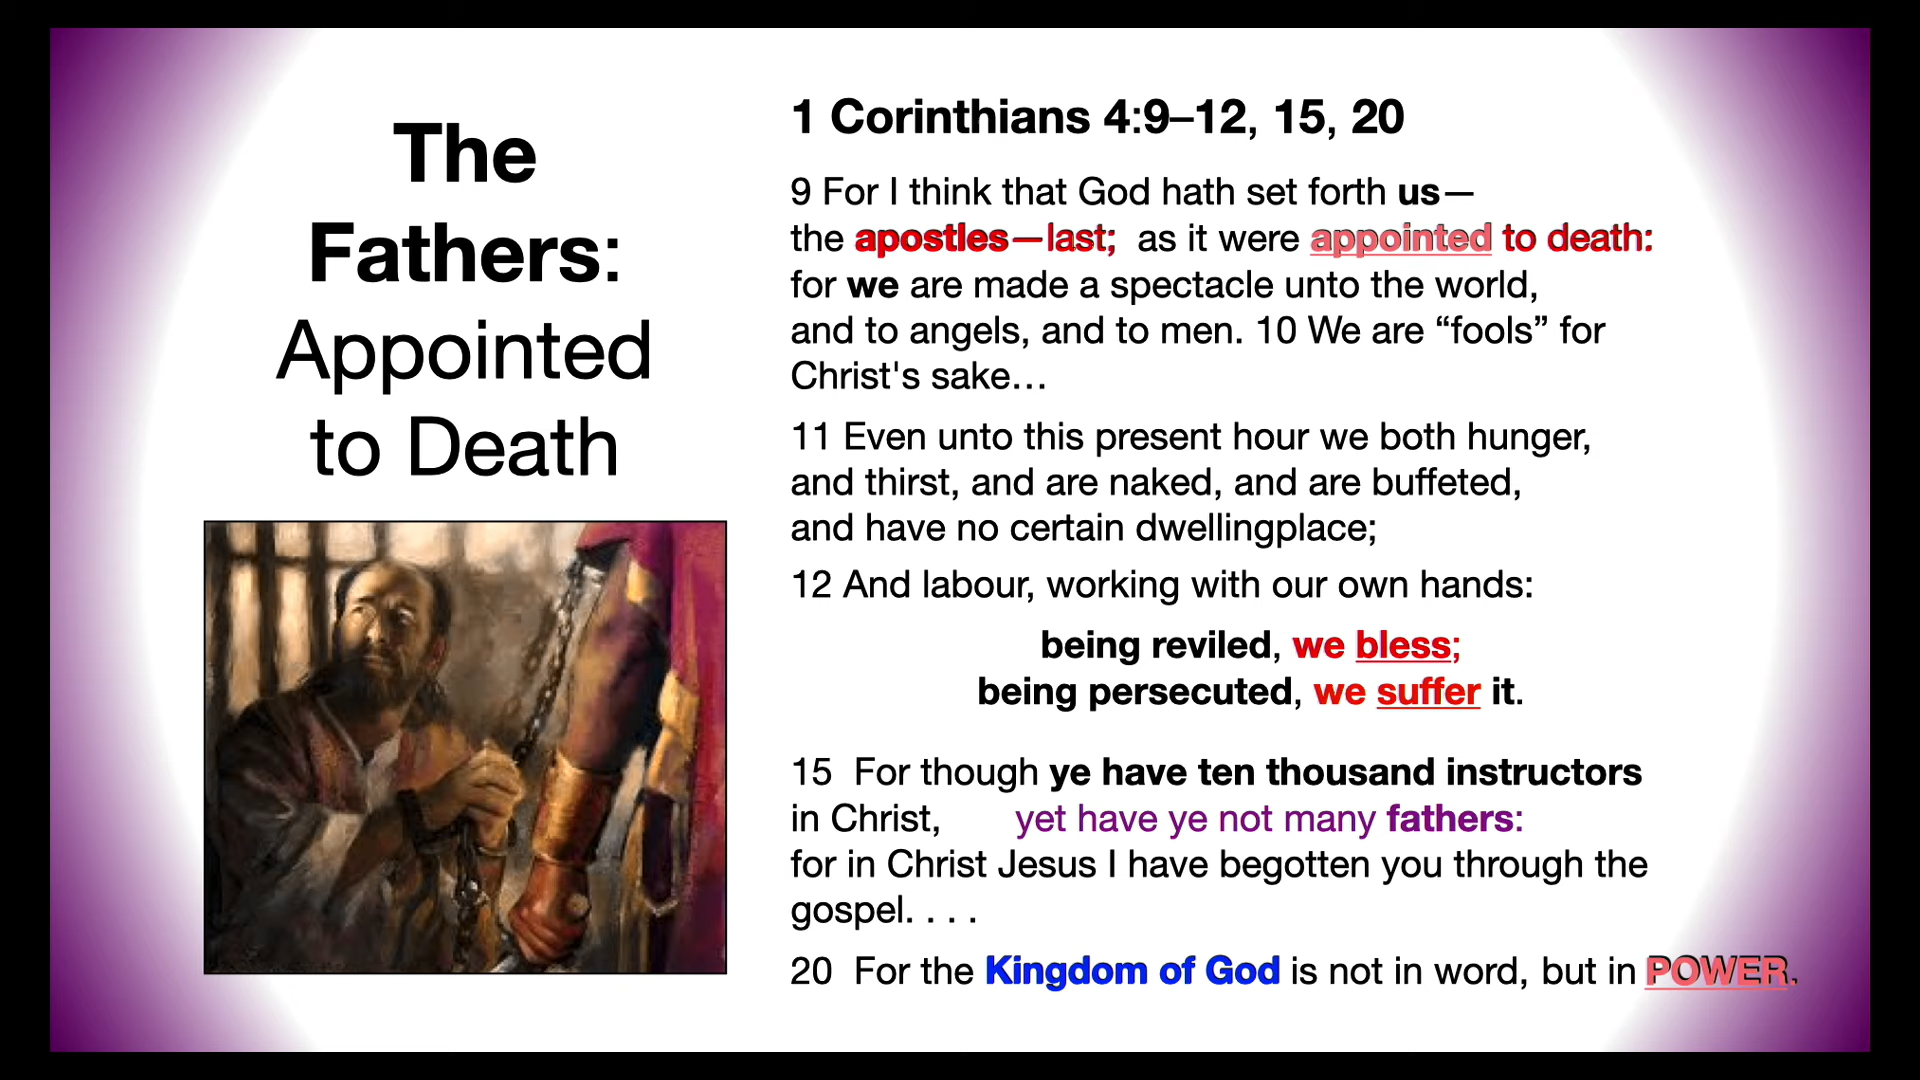 The
Fathers:
Appointed
to Death
1 Corinthians 4:9–12, 15, 20
9 For I think that God hath set forth us—
the apostles—last;  as it were appointed to death:
for we are made a spectacle unto the world,
and to angels, and to men. 10 We are “fools” for
Christ's sake…
11 Even unto this present hour we both hunger,
and thirst, and are naked, and are buffeted,
and have no certain dwellingplace;
12 And labour, working with our own hands:
being reviled, we bless;
being persecuted, we suffer it.
15  For though ye have ten thousand instructors
in Christ,      yet have ye not many fathers:
for in Christ Jesus I have begotten you through the
gospel. . . .
20  For the Kingdom of God is not in word, but in POWER.